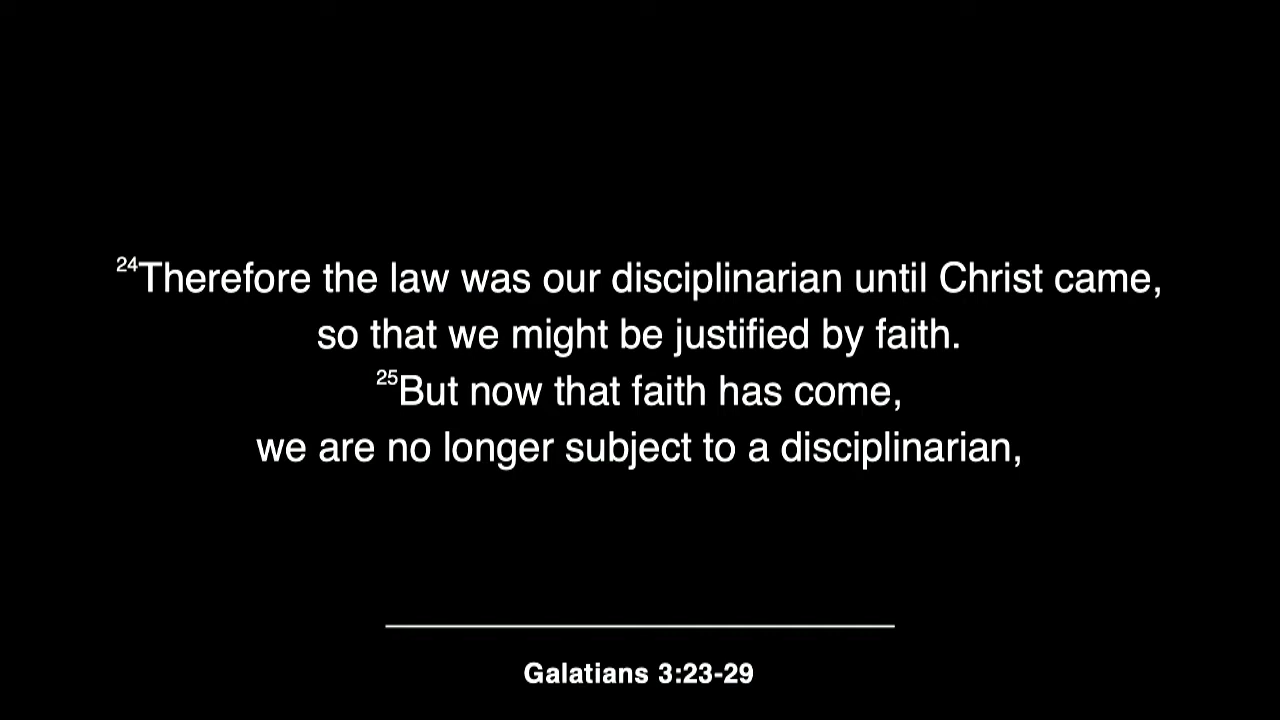 24Therefore the law was our disciplinarian until Christ came,
so that we might be justified by faith.
25But now that faith has come,
we are no longer subject to a disciplinarian,
Galatians 3:23-29